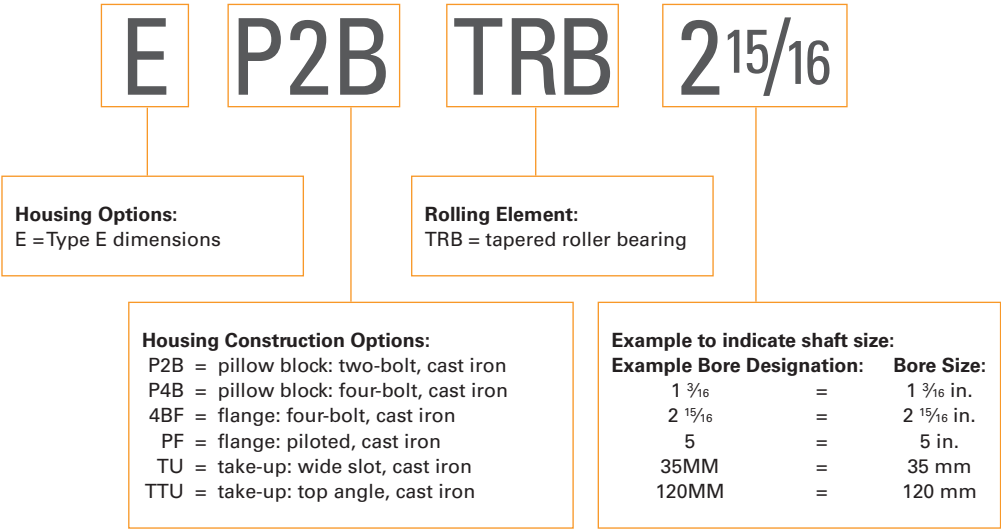 E P2B TRB 2 15/16
Housing Options:
E = Type E dimensions
Rolling Element:
TRB = tapered roller bearing
Housing Construction Options:
P2B = pillow block: two-bolt, cast iron
P4B = pillow block: four-bolt, cast iron
4BF = flange: four-bolt, cast iron
PF = flange: piloted, cast iron
TU = take-up: wide slot, cast iron
TTU = take-up: top angle, cast iron
Example to indicate shaft size:
Example Bore Designation: Bore Size:
1 3/16 = 1 3/16 in.
2 15/16 = 2 15/16 in.
5 = 5 in.
35MM = 35 mm
120MM = 120 mm